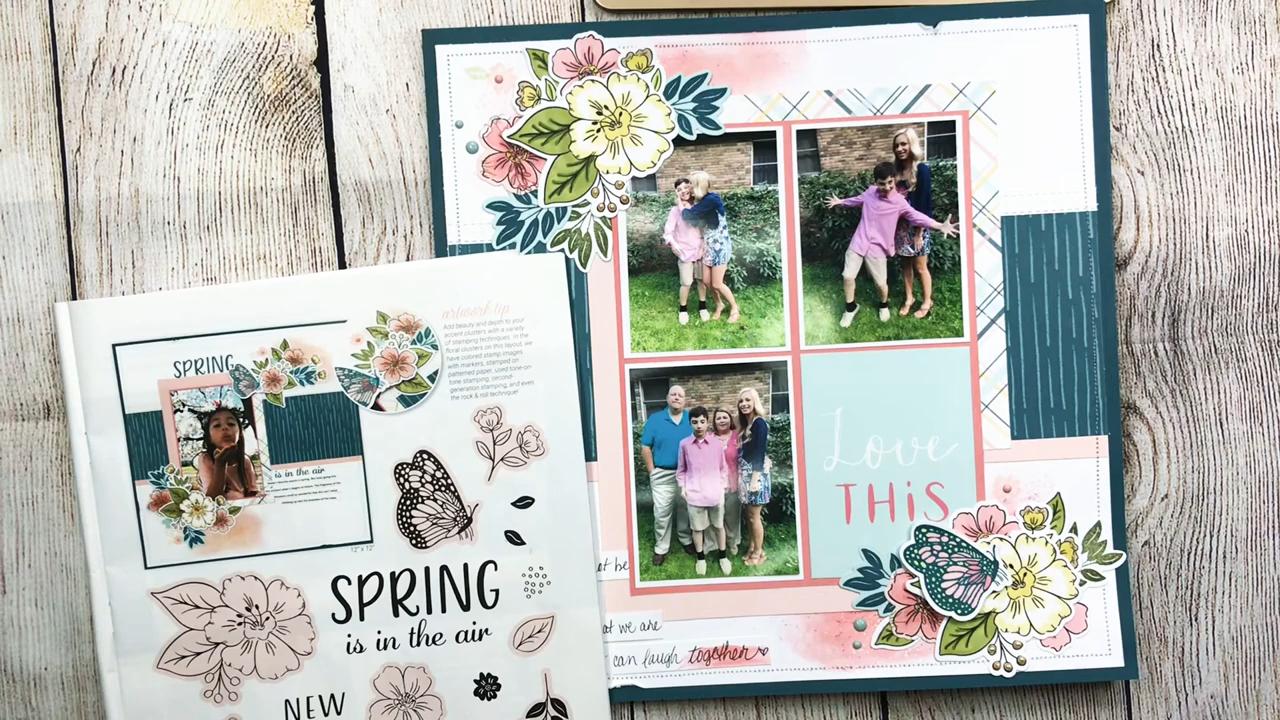 artwork tip
Add beauty and depth to your
accent clusters with a variety
of stamping techniques. In the
floral clusters on this layout, we
have colored stamp images
with markers, stamped on
patterned paper, used tone-on-
tone stamping, second-
generation stamping, and even
the rock & roll technique!
SPRING
is in the air
12" x 12"
SPRING
is in the air
NEW
Love
THiS
at be
at we are
can laugh together